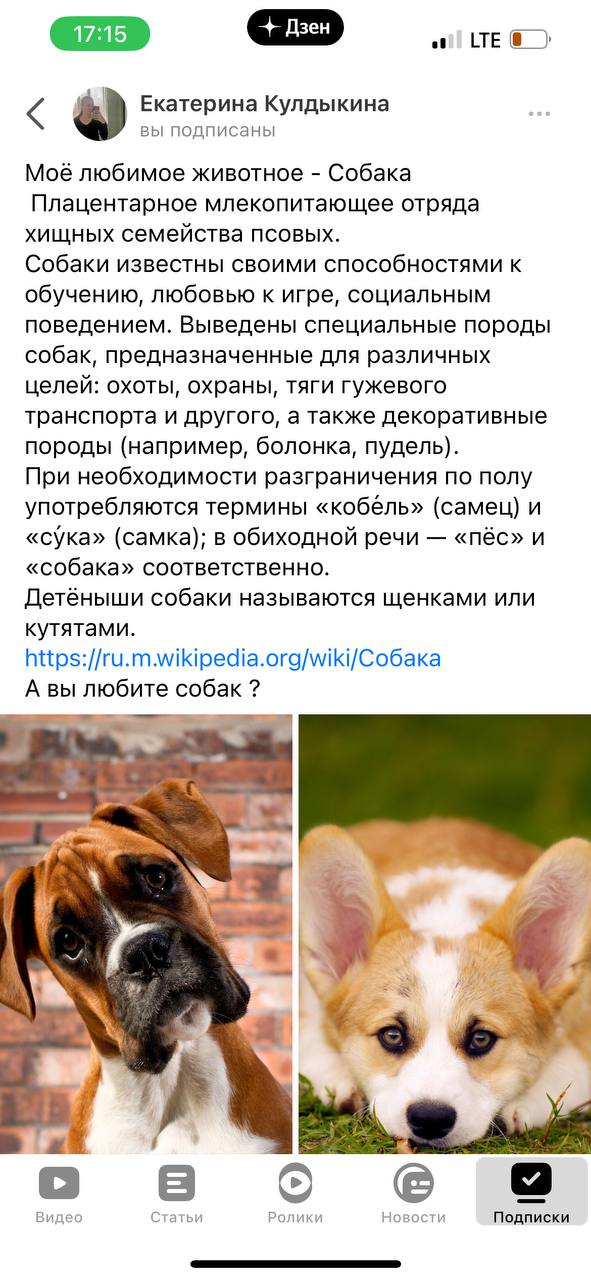 17:15
Дзен
LTE
Екатерина Кулдыкина
вы подписаны
Моё любимое животное - Собака
Плацентарное млекопитающее отряда
хищных семейства псовых.
Собаки известны своими способностями к
обучению, любовью к игре, социальным
поведением. Выведены специальные породы
собак, предназначенные для различных
целей: охоты, охраны, тяги гужевого
транспорта и другого, а также декоративные
породы (например, болонка, пудель).
При необходимости разграничения по полу
употребляются термины «кобе́ль» (самец) и
«су́ка» (самка); в обиходной речи — «пёс» и
«собака» соответственно.
Детёныши собаки называются щенками или
кутятами.
https://ru.m.wikipedia.org/wiki/Собака
А вы любите собак ?
Видео
Статьи
Ролики
Новости
Подписки